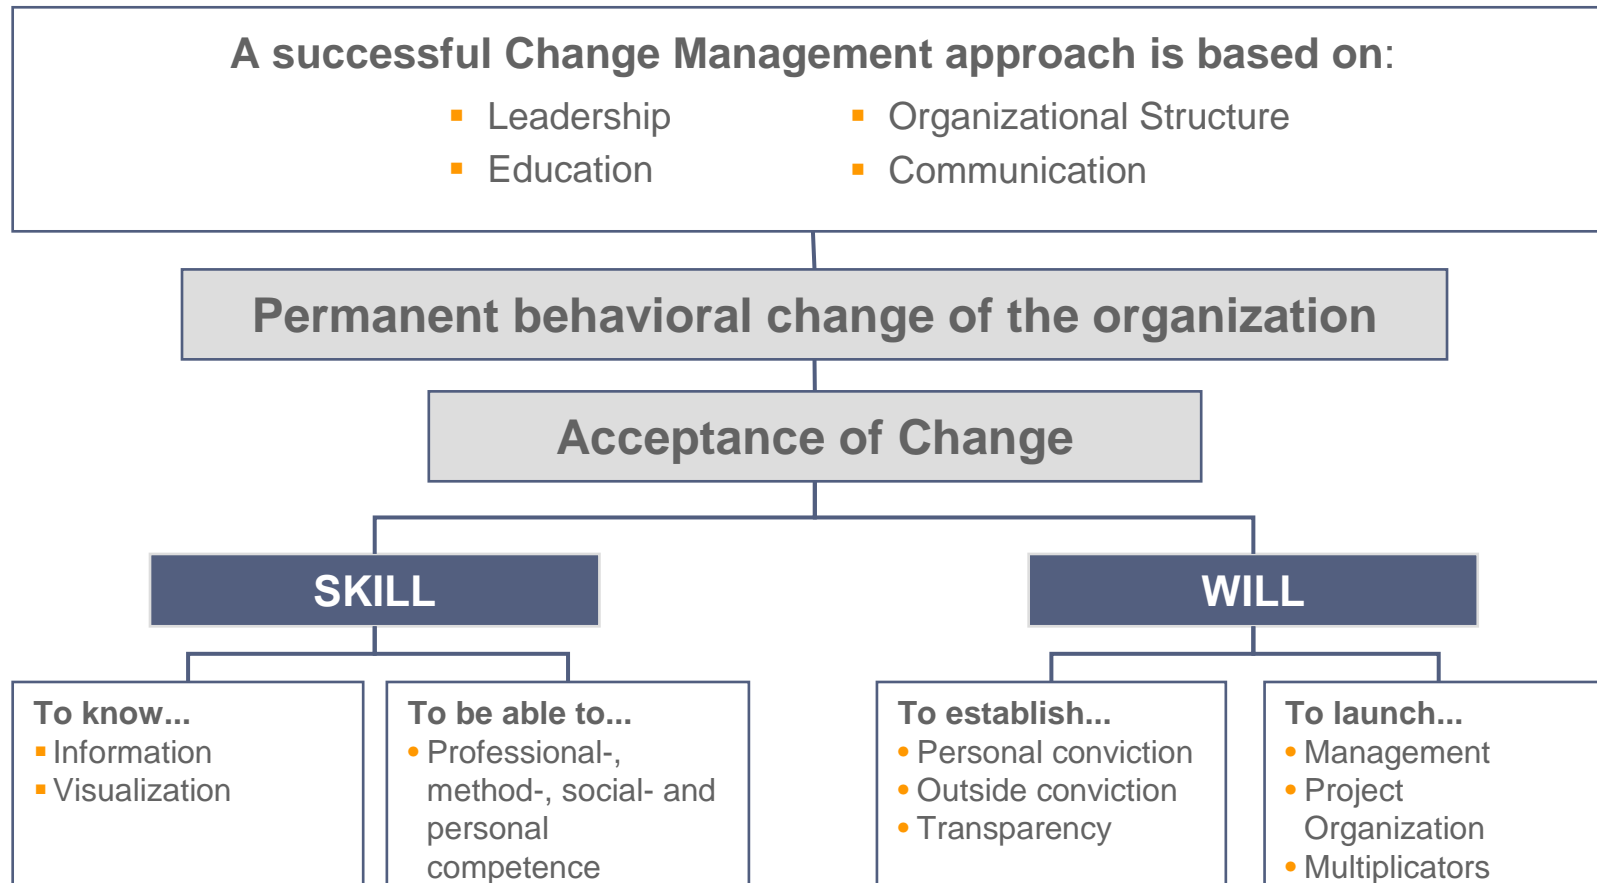 A successful Change Management approach is based on:
Leadership
Education
Organizational Structure
Communication
Permanent behavioral change of the organization
Acceptance of Change
SKILL
WILL
To know...
Information
Visualization
To be able to...
Professional-,
method-, social- and
personal
competence
To establish...
Personal conviction
Outside conviction
Transparency
To launch...
Management
Project
Organization
Multiplicators